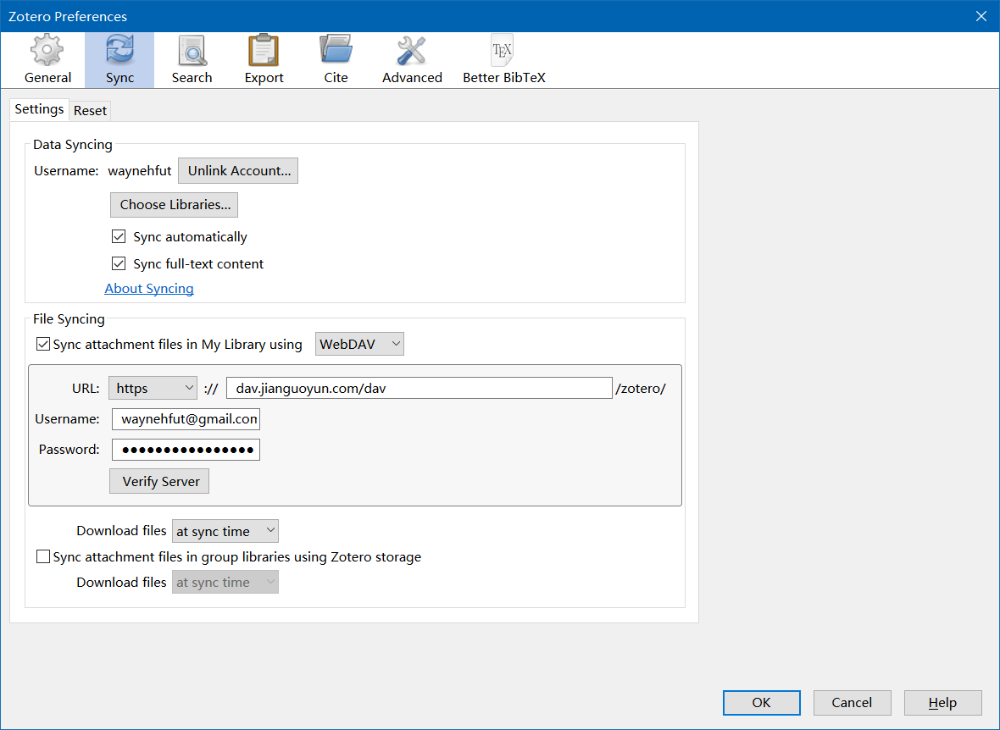 Zotero Preferences
General Sync Search Export Cite Advanced TEX Better BibTeX
Settings Reset
Data Syncing
Username: waynehfut Unlink Account...
Choose Libraries...
Sync automatically
Sync full-text content
About Syncing
File Syncing
Sync attachment files in My Library using WebDAV
URL: https :// dav.jianguoyun.com/dav /zotero/
Username: waynehfut@gmail.con
Password: ●●●●●●●●●●●●●●●●
Verify Server
Download files at sync time
Sync attachment files in group libraries using Zotero storage
Download files at sync time
OK Cancel Help